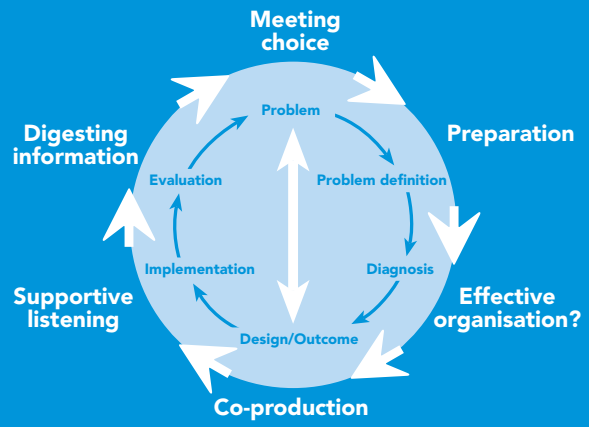 Meeting
choice
Problem
Digesting
information
Preparation
Evaluation
Problem definition
Implementation
Diagnosis
Supportive
listening
Effective
organisation?
Design/Outcome
Co-production